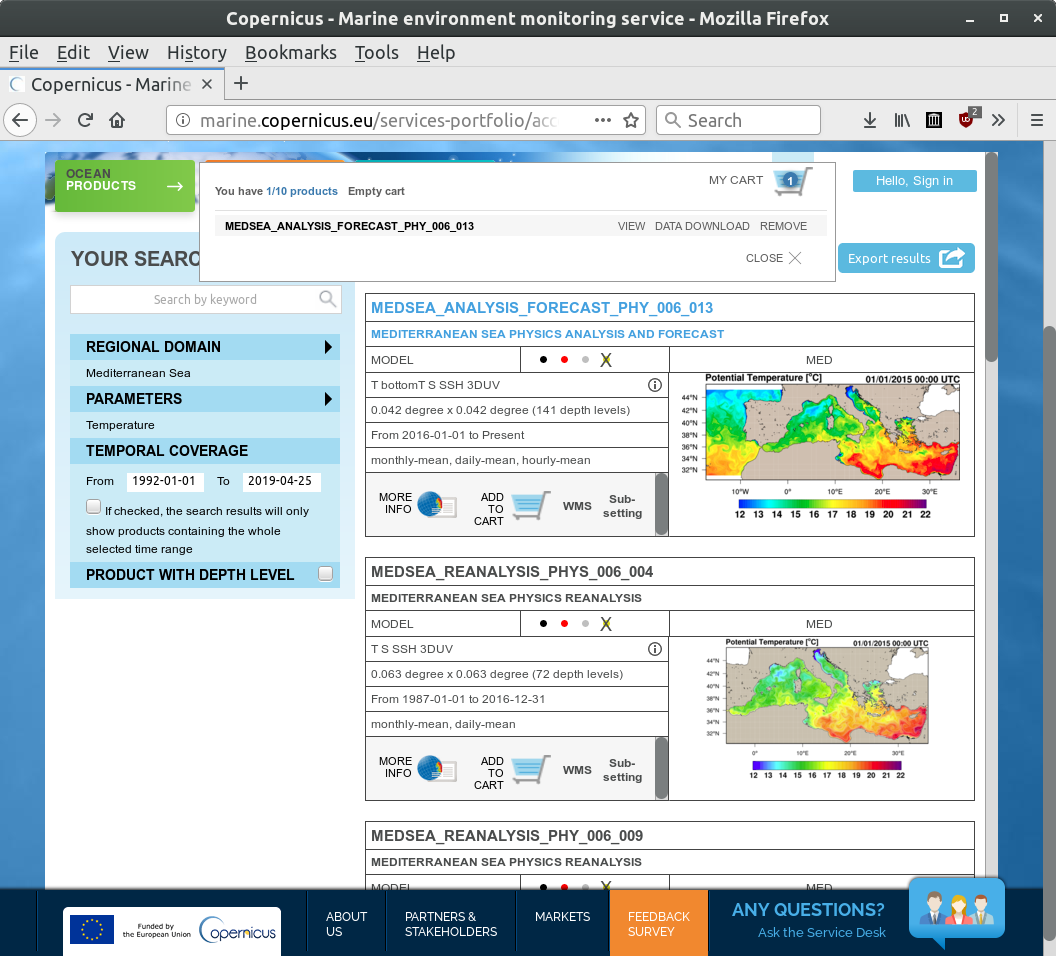 Copernicus - Marine environment monitoring service - Mozilla Firefox
File Edit View History Bookmarks Tools Help
Copernicus - Marine
marine.copernicus.eu/services-portfolio/acc
Search
2
OCEAN
PRODUCTS
You have 1/10 products Empty cart
MY CART 1
MEDSEA_ANALYSIS_FORECAST_PHY_006_013 VIEW DATA DOWNLOAD REMOVE
CLOSE
Hello, Sign in
Export results
YOUR SEARC
Search by keyword
REGIONAL DOMAIN
Mediterranean Sea
PARAMETERS
Temperature
TEMPORAL COVERAGE
From 1992-01-01 To 2019-04-25
If checked, the search results will only
show products containing the whole
selected time range
PRODUCT WITH DEPTH LEVEL
MEDSEA_ANALYSIS_FORECAST_PHY_006_013
MEDITERRANEAN SEA PHYSICS ANALYSIS AND FORECAST
MODEL X MED
T bottomT S SSH 3DUV
0.042 degree x 0.042 degree (141 depth levels)
From 2016-01-01 to Present
monthly-mean, daily-mean, hourly-mean
MORE
INFO
ADD
TO
CART
WMS
Sub-
setting
Potential Temperature [°C] 01/01/2015 00:00 UTC
44°N
42°N
40°N
38°N
36°N
34°N
32°N
10°W 0° 10°E 20°E 30°E
12 13 14 15 16 17 18 19 20 21 22
MEDSEA_REANALYSIS_PHYS_006_004
MEDITERRANEAN SEA PHYSICS REANALYSIS
MODEL X MED
T S SSH 3DUV
0.063 degree x 0.063 degree (72 depth levels)
From 1987-01-01 to 2016-12-31
monthly-mean, daily-mean
MORE
INFO
ADD
TO
CART
WMS
Sub-
setting
Potential Temperature [°C] 01/01/2015 00:00 UTC
44°N
42°N
40°N
38°N
36°N
34°N
32°N
0° 10°E 20°E 30°E
12 13 14 15 16 17 18 19 20 21 22
MEDSEA_REANALYSIS_PHY_006_009
MEDITERRANEAN SEA PHYSICS REANALYSIS
MODEL X MED
Funded by
the European Union
opernicus
ABOUT
US
PARTNERS &
STAKEHOLDERS
MARKETS
FEEDBACK
SURVEY
ANY QUESTIONS?
Ask the Service Desk